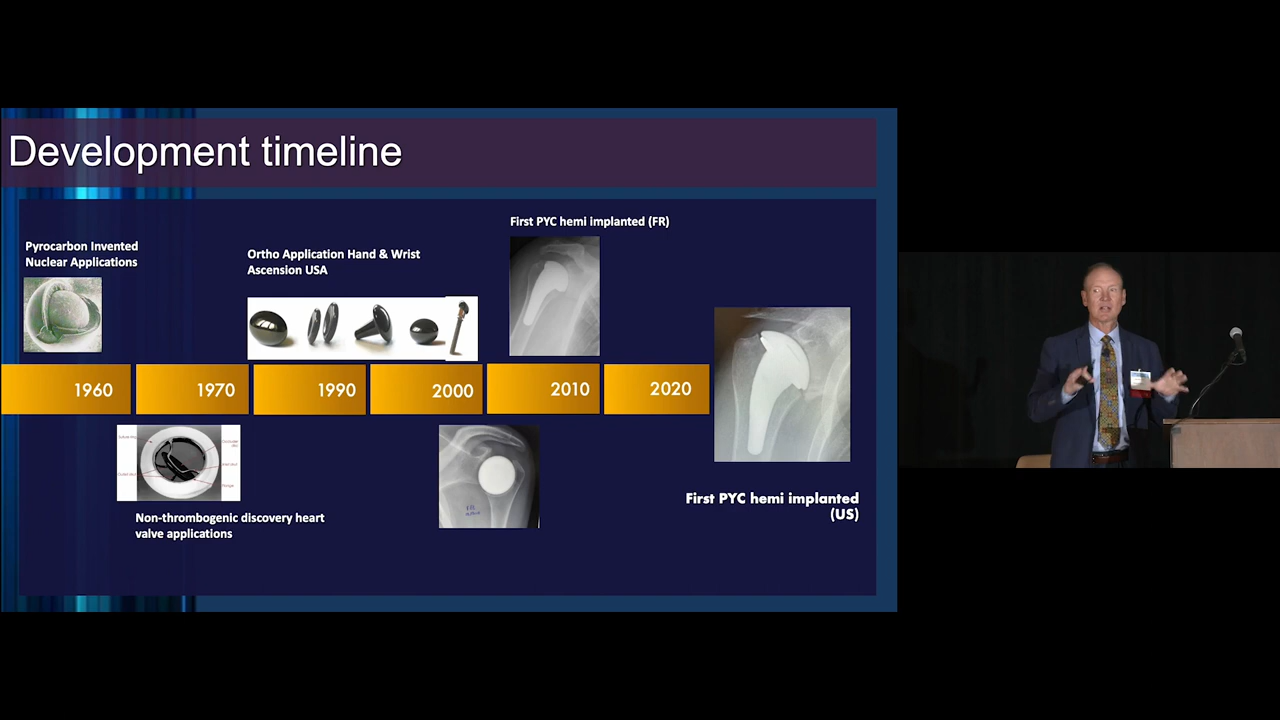 Development timeline
First PYC hemi implanted (FR)
Pyrocarbon Invented
Nuclear Applications
Ortho Application Hand & Wrist
Ascension USA
1960
1970
1990
2000
2010
2020
Non-thrombogenic discovery heart
valve applications
First PYC hemi implanted
(US)